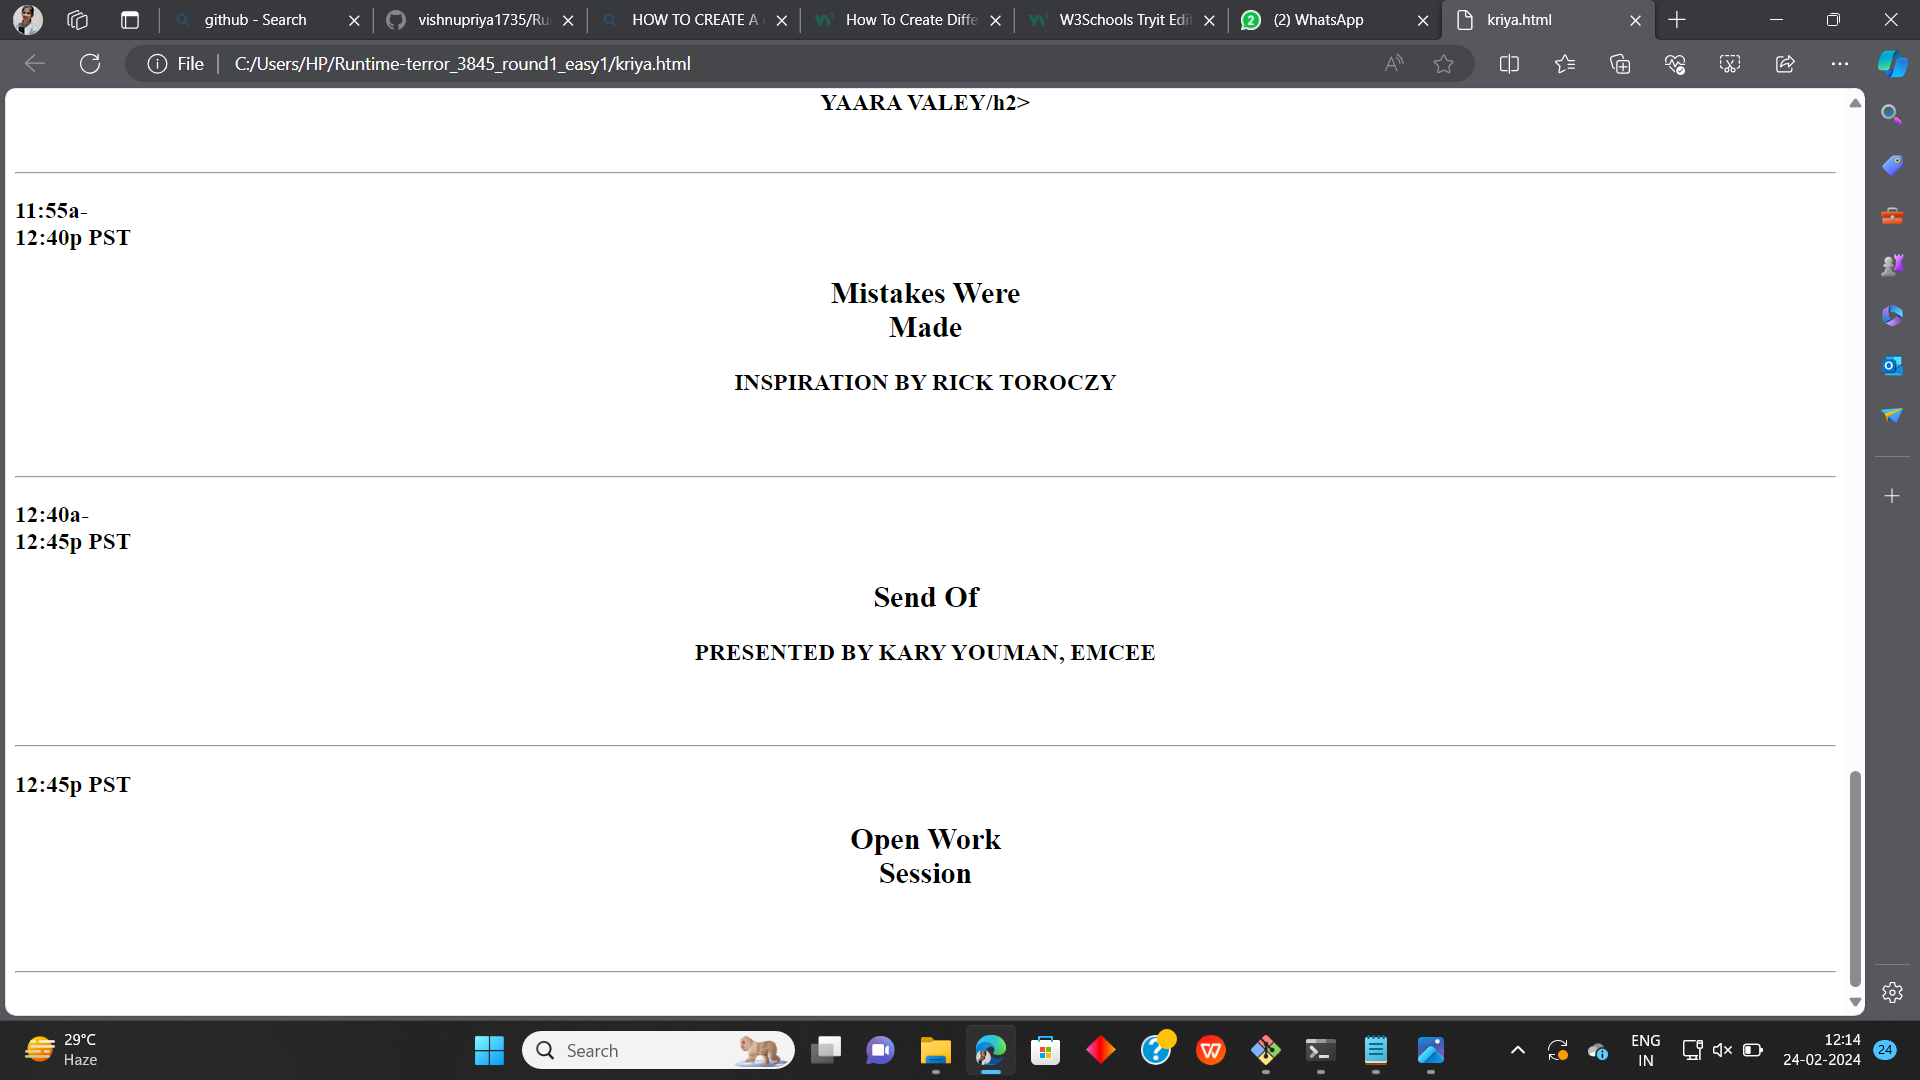 github - Search
vishnupriya1735/Ru
HOW TO CREATE A
How To Create Diffe
W3Schools Tryit Edit
2
(2) WhatsApp
kriya.html
File
C:/Users/HP/Runtime-terror_3845_round1_easy1/kriya.html
YAARA VALEY/h2>
11:55a-
12:40p PST
Mistakes Were
Made
INSPIRATION BY RICK TOROCZY
12:40a-
12:45p PST
Send Of
PRESENTED BY KARY YOUMAN, EMCEE
12:45p PST
Open Work
Session
29°C
Haze
Search
ENG
IN
12:14
24-02-2024
24